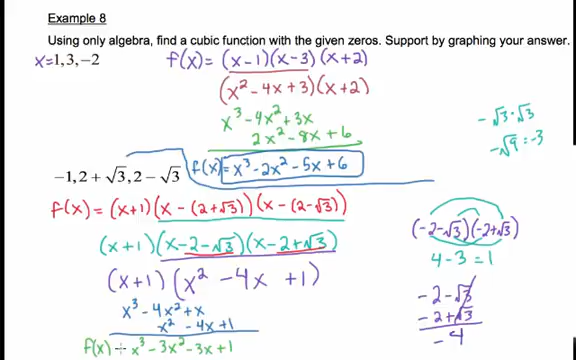 Example 8
Using only algebra, find a cubic function with the given zeros. Support by graphing your answer.
x=1,3,−2
f(x)= (x−1)(x−3)(x+2)
(x²−4x+3)(x+2)
x³−4x²+3x
2x²−8x+6
f(x)= x³−2x²−5x+6
−√3·√3
−√9=−3
−1, 2+√3, 2−√3
f(x)= (x+1)(x−(2+√3))(x−(2−√3))
(x+1)(x−2−√3)(x−2+√3)
(x+1)(x²−4x+1)
x³−4x²+x
x²−4x+1
f(x)= x³−3x²−3x+1
(−2−√3)(−2+√3)
4−3=1
−2−√3
−2+√3
−4